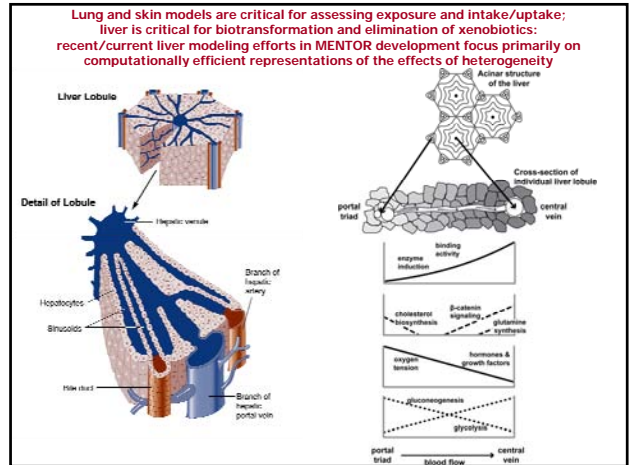 Lung and skin models are critical for assessing exposure and intake/uptake;
liver is critical for biotransformation and elimination of xenobiotics:
recent/current liver modeling efforts in MENTOR development focus primarily on
computationally efficient representations of the effects of heterogeneity
Liver Lobule
Detail of Lobule
Hepatic venule
Hepatocytes
Sinusoids
Bile duct
Branch of
hepatic
artery
Branch of
hepatic
portal vein
Acinar structure
of the liver
Cross-section of
individual liver lobule
portal
triad
central
vein
enzyme
induction
binding
activity
cholesterol
biosynthesis
β-catenin
signaling
glutamine
synthesis
oxygen
tension
hormones &
growth factors
gluconeogenesis
glycolysis
portal
triad
blood flow
central
vein